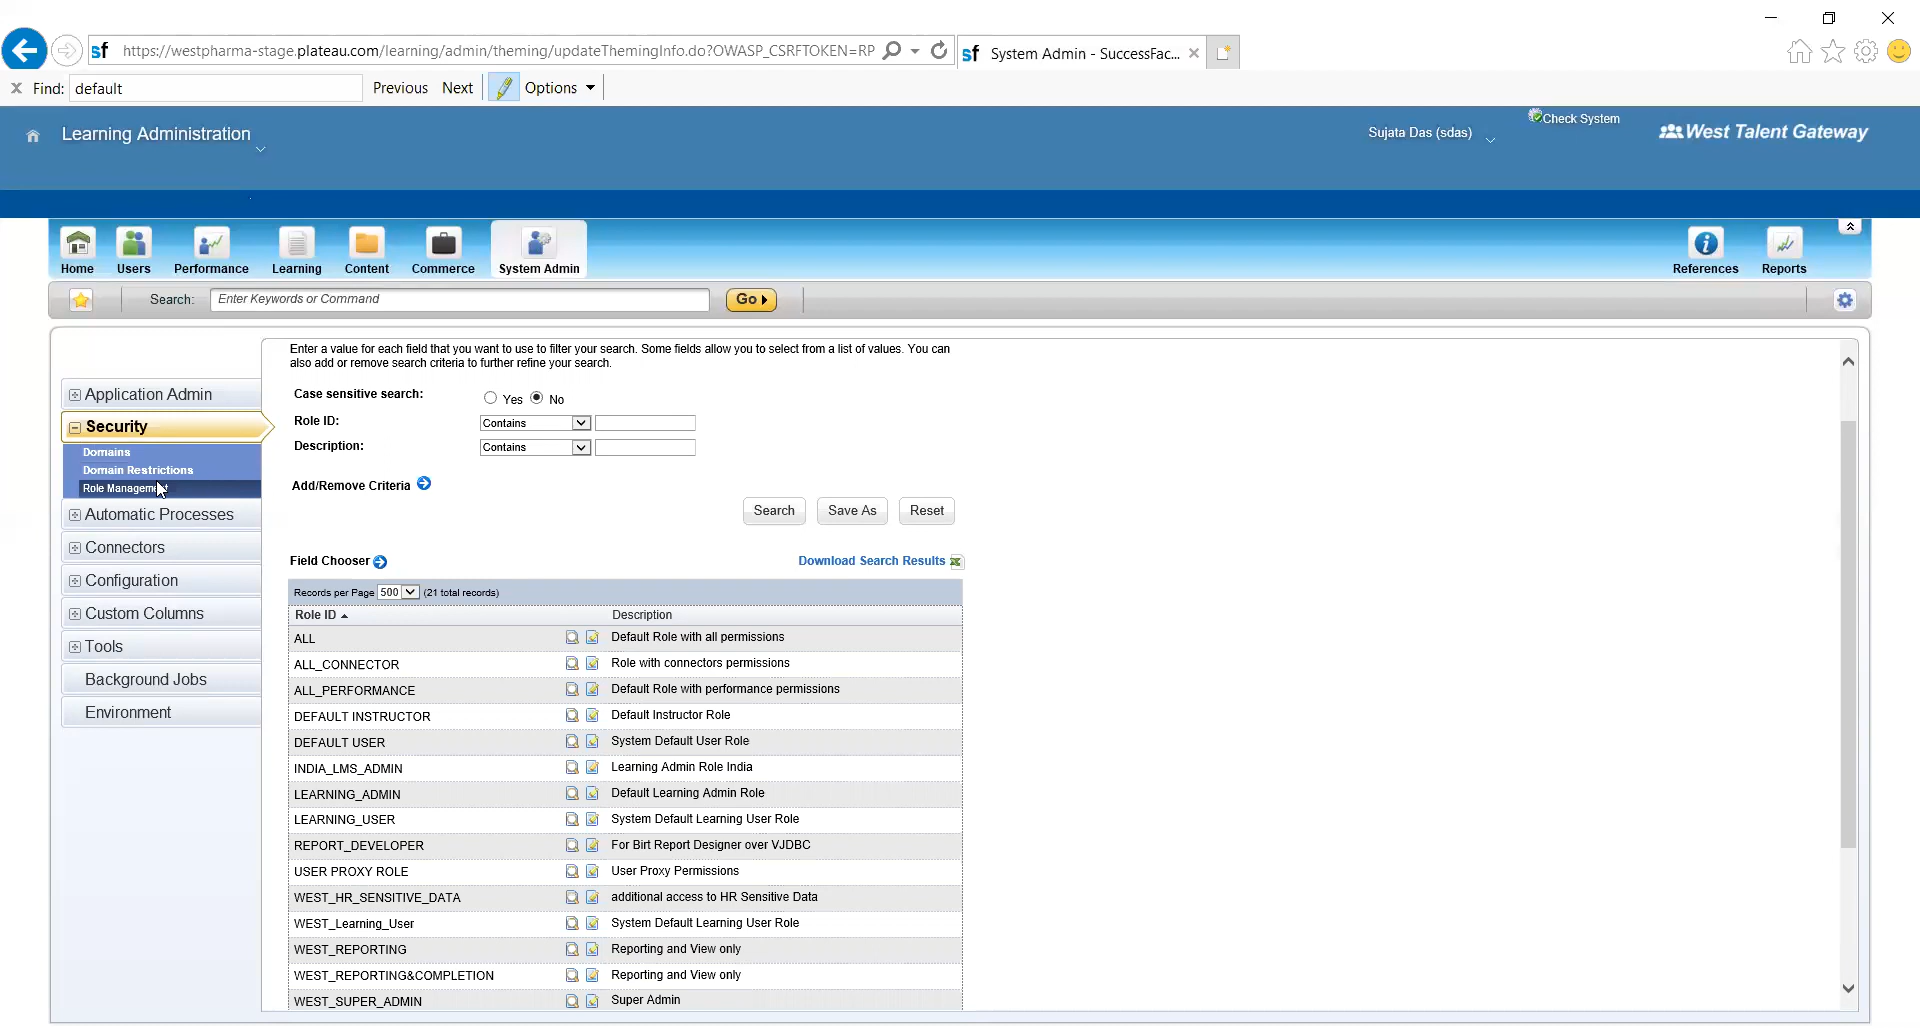 https://westpharma-stage.plateau.com/learning/admin/theming/updateThemingInfo.do?OWASP_CSRFTOKEN=RP
sf System Admin - SuccessFac...
Find: default Previous Next Options
Learning Administration
Sujata Das (sdas)
Check System
West Talent Gateway
Home Users Performance Learning Content Commerce System Admin References Reports
Search: Enter Keywords or Command Go
Application Admin
Security
Domains
Domain Restrictions
Role Management
Automatic Processes
Connectors
Configuration
Custom Columns
Tools
Background Jobs
Environment
Enter a value for each field that you want to use to filter your search. Some fields allow you to select from a list of values. You can
also add or remove search criteria to further refine your search.
Case sensitive search: Yes No
Role ID: Contains
Description: Contains
Add/Remove Criteria
Search Save As Reset
Field Chooser Download Search Results
Records per Page 500 (21 total records)
Role ID Description
ALL Default Role with all permissions
ALL_CONNECTOR Role with connectors permissions
ALL_PERFORMANCE Default Role with performance permissions
DEFAULT INSTRUCTOR Default Instructor Role
DEFAULT USER System Default User Role
INDIA_LMS_ADMIN Learning Admin Role India
LEARNING_ADMIN Default Learning Admin Role
LEARNING_USER System Default Learning User Role
REPORT_DEVELOPER For Birt Report Designer over VJDBC
USER PROXY ROLE User Proxy Permissions
WEST_HR_SENSITIVE_DATA additional access to HR Sensitive Data
WEST_Learning_User System Default Learning User Role
WEST_REPORTING Reporting and View only
WEST_REPORTING&COMPLETION Reporting and View only
WEST_SUPER_ADMIN Super Admin